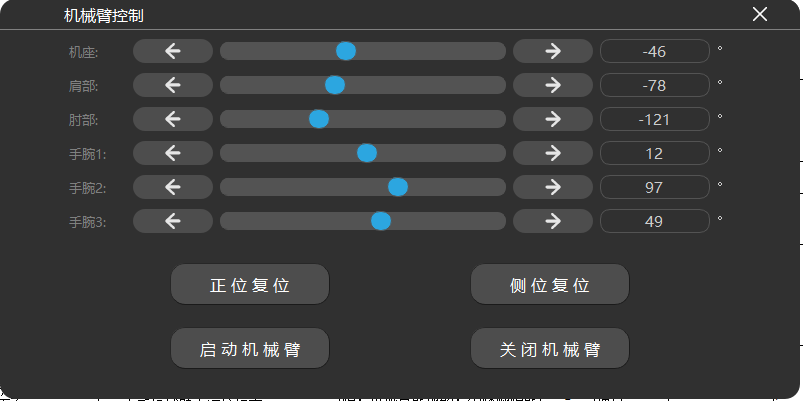 机械臂控制
机座: -46 °
肩部: -78 °
肘部: -121 °
手腕1: 12 °
手腕2: 97 °
手腕3: 49 °
正位复位 侧位复位
启动机械臂 关闭机械臂